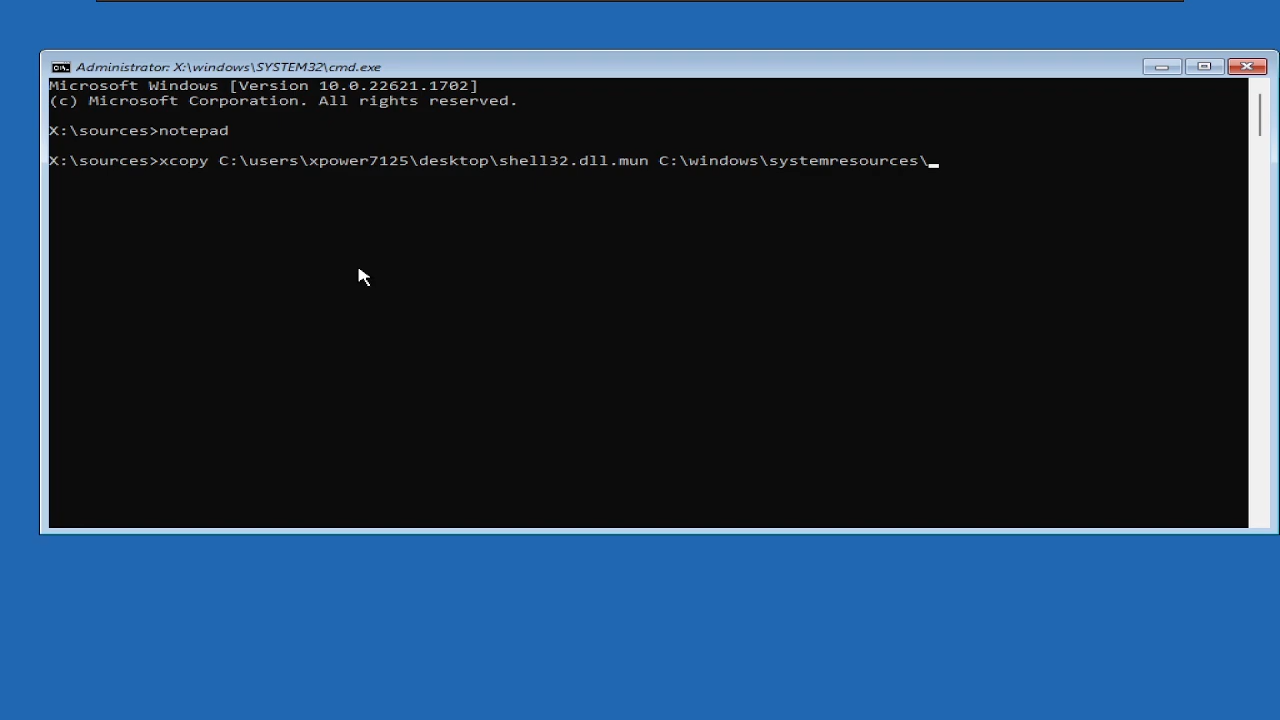 Administrator: X:\windows\SYSTEM32\cmd.exe
Microsoft Windows [Version 10.0.22621.1702]
(c) Microsoft Corporation. All rights reserved.
X:\sources>notepad
X:\sources>xcopy C:\users\xpower7125\desktop\shell32.dll.mun C:\windows\systemresources\